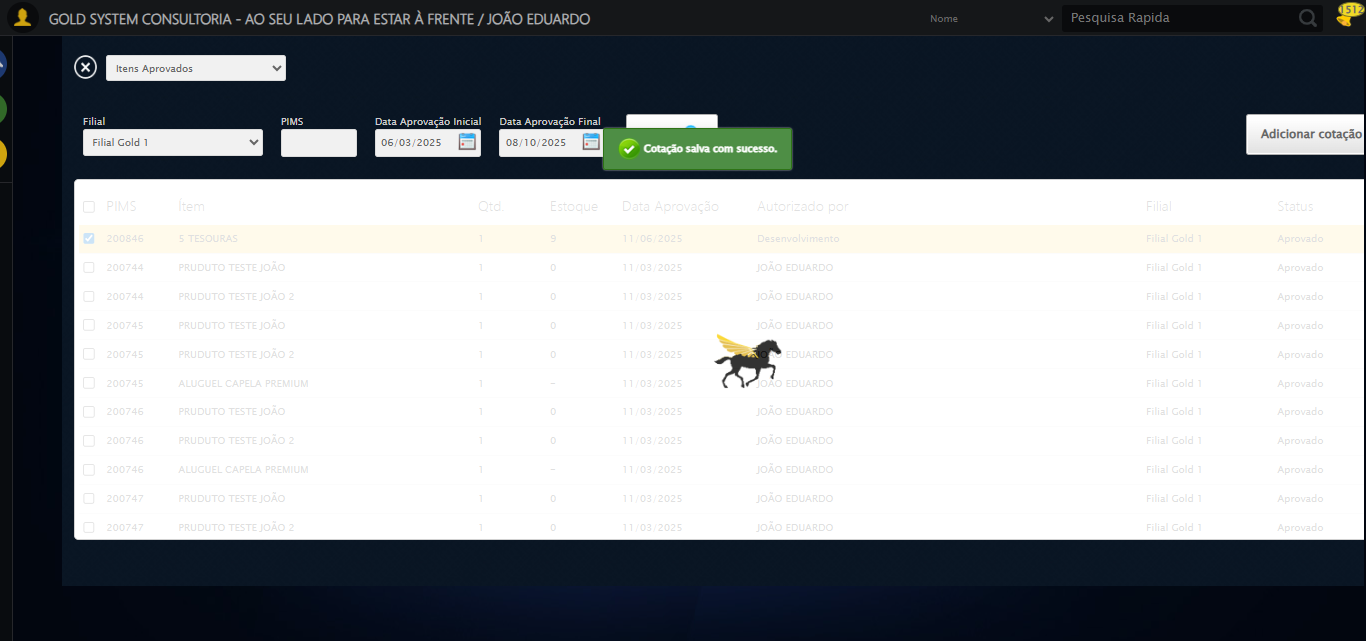 GOLD SYSTEM CONSULTORIA - AO SEU LADO PARA ESTAR À FRENTE / JOÃO EDUARDO
Nome
Pesquisa Rapida
1512
Itens Aprovados
Filial
PIMS
Data Aprovação Inicial
Data Aprovação Final
Filial Gold 1
06/03/2025
08/10/2025
Cotação salva com sucesso.
Adicionar cotação
PIMS Ítem Qtd. Estoque Data Aprovação Autorizado por Filial Status
200846 S TESOURAS 1 9 11/06/2025 Desenvolvimento Filial Gold 1 Aprovado
200744 PRUDUTO TESTE JOÃO 1 0 11/03/2025 JOÃO EDUARDO Filial Gold 1 Aprovado
200744 PRUDUTO TESTE JOÃO 2 1 0 11/03/2025 JOÃO EDUARDO Filial Gold 1 Aprovado
200745 PRUDUTO TESTE JOÃO 1 0 11/03/2025 JOÃO EDUARDO Filial Gold 1 Aprovado
200745 PRUDUTO TESTE JOÃO 2 1 0 11/03/2025 JOÃO EDUARDO Filial Gold 1 Aprovado
200745 ALUGUEL CAPELA PREMIUM 1 - 11/03/2025 JOÃO EDUARDO Filial Gold 1 Aprovado
200746 PRUDUTO TESTE JOÃO 1 0 11/03/2025 JOÃO EDUARDO Filial Gold 1 Aprovado
200746 PRUDUTO TESTE JOÃO 2 1 0 11/03/2025 JOÃO EDUARDO Filial Gold 1 Aprovado
200746 ALUGUEL CAPELA PREMIUM 1 - 11/03/2025 JOÃO EDUARDO Filial Gold 1 Aprovado
200747 PRUDUTO TESTE JOÃO 1 0 11/03/2025 JOÃO EDUARDO Filial Gold 1 Aprovado
200747 PRUDUTO TESTE JOÃO 2 1 0 11/03/2025 JOÃO EDUARDO Filial Gold 1 Aprovado